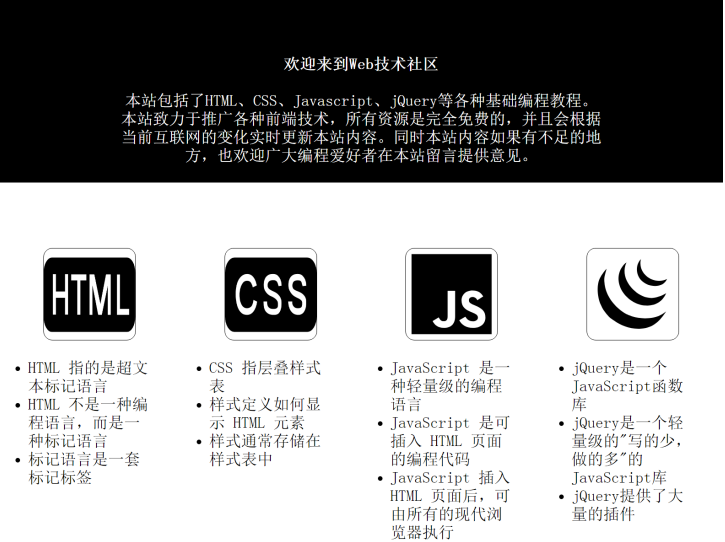 欢迎来到Web技术社区
本站包括了HTML、CSS、Javascript、jQuery等各种基础编程教程。
本站致力于推广各种前端技术，所有资源是完全免费的，并且会根据
当前互联网的变化实时更新本站内容。同时本站内容如果有不足的地
方，也欢迎广大编程爱好者在本站留言提供意见。
HTML
HTML 指的是超文
本标记语言
HTML 不是一种编
程语言，而是一
种标记语言
标记语言是一套
标记标签
CSS
CSS 指层叠样式
表
样式定义如何显
示 HTML 元素
样式通常存储在
样式表中
JS
JavaScript 是一
种轻量级的编程
语言
JavaScript 是可
插入 HTML 页面
的编程代码
JavaScript 插入
HTML 页面后，可
由所有的现代浏
览器执行
jQuery是一个
JavaScript函数
库
jQuery是一个轻
量级的"写的少，
做的多"的
JavaScript库
jQuery提供了大
量的插件